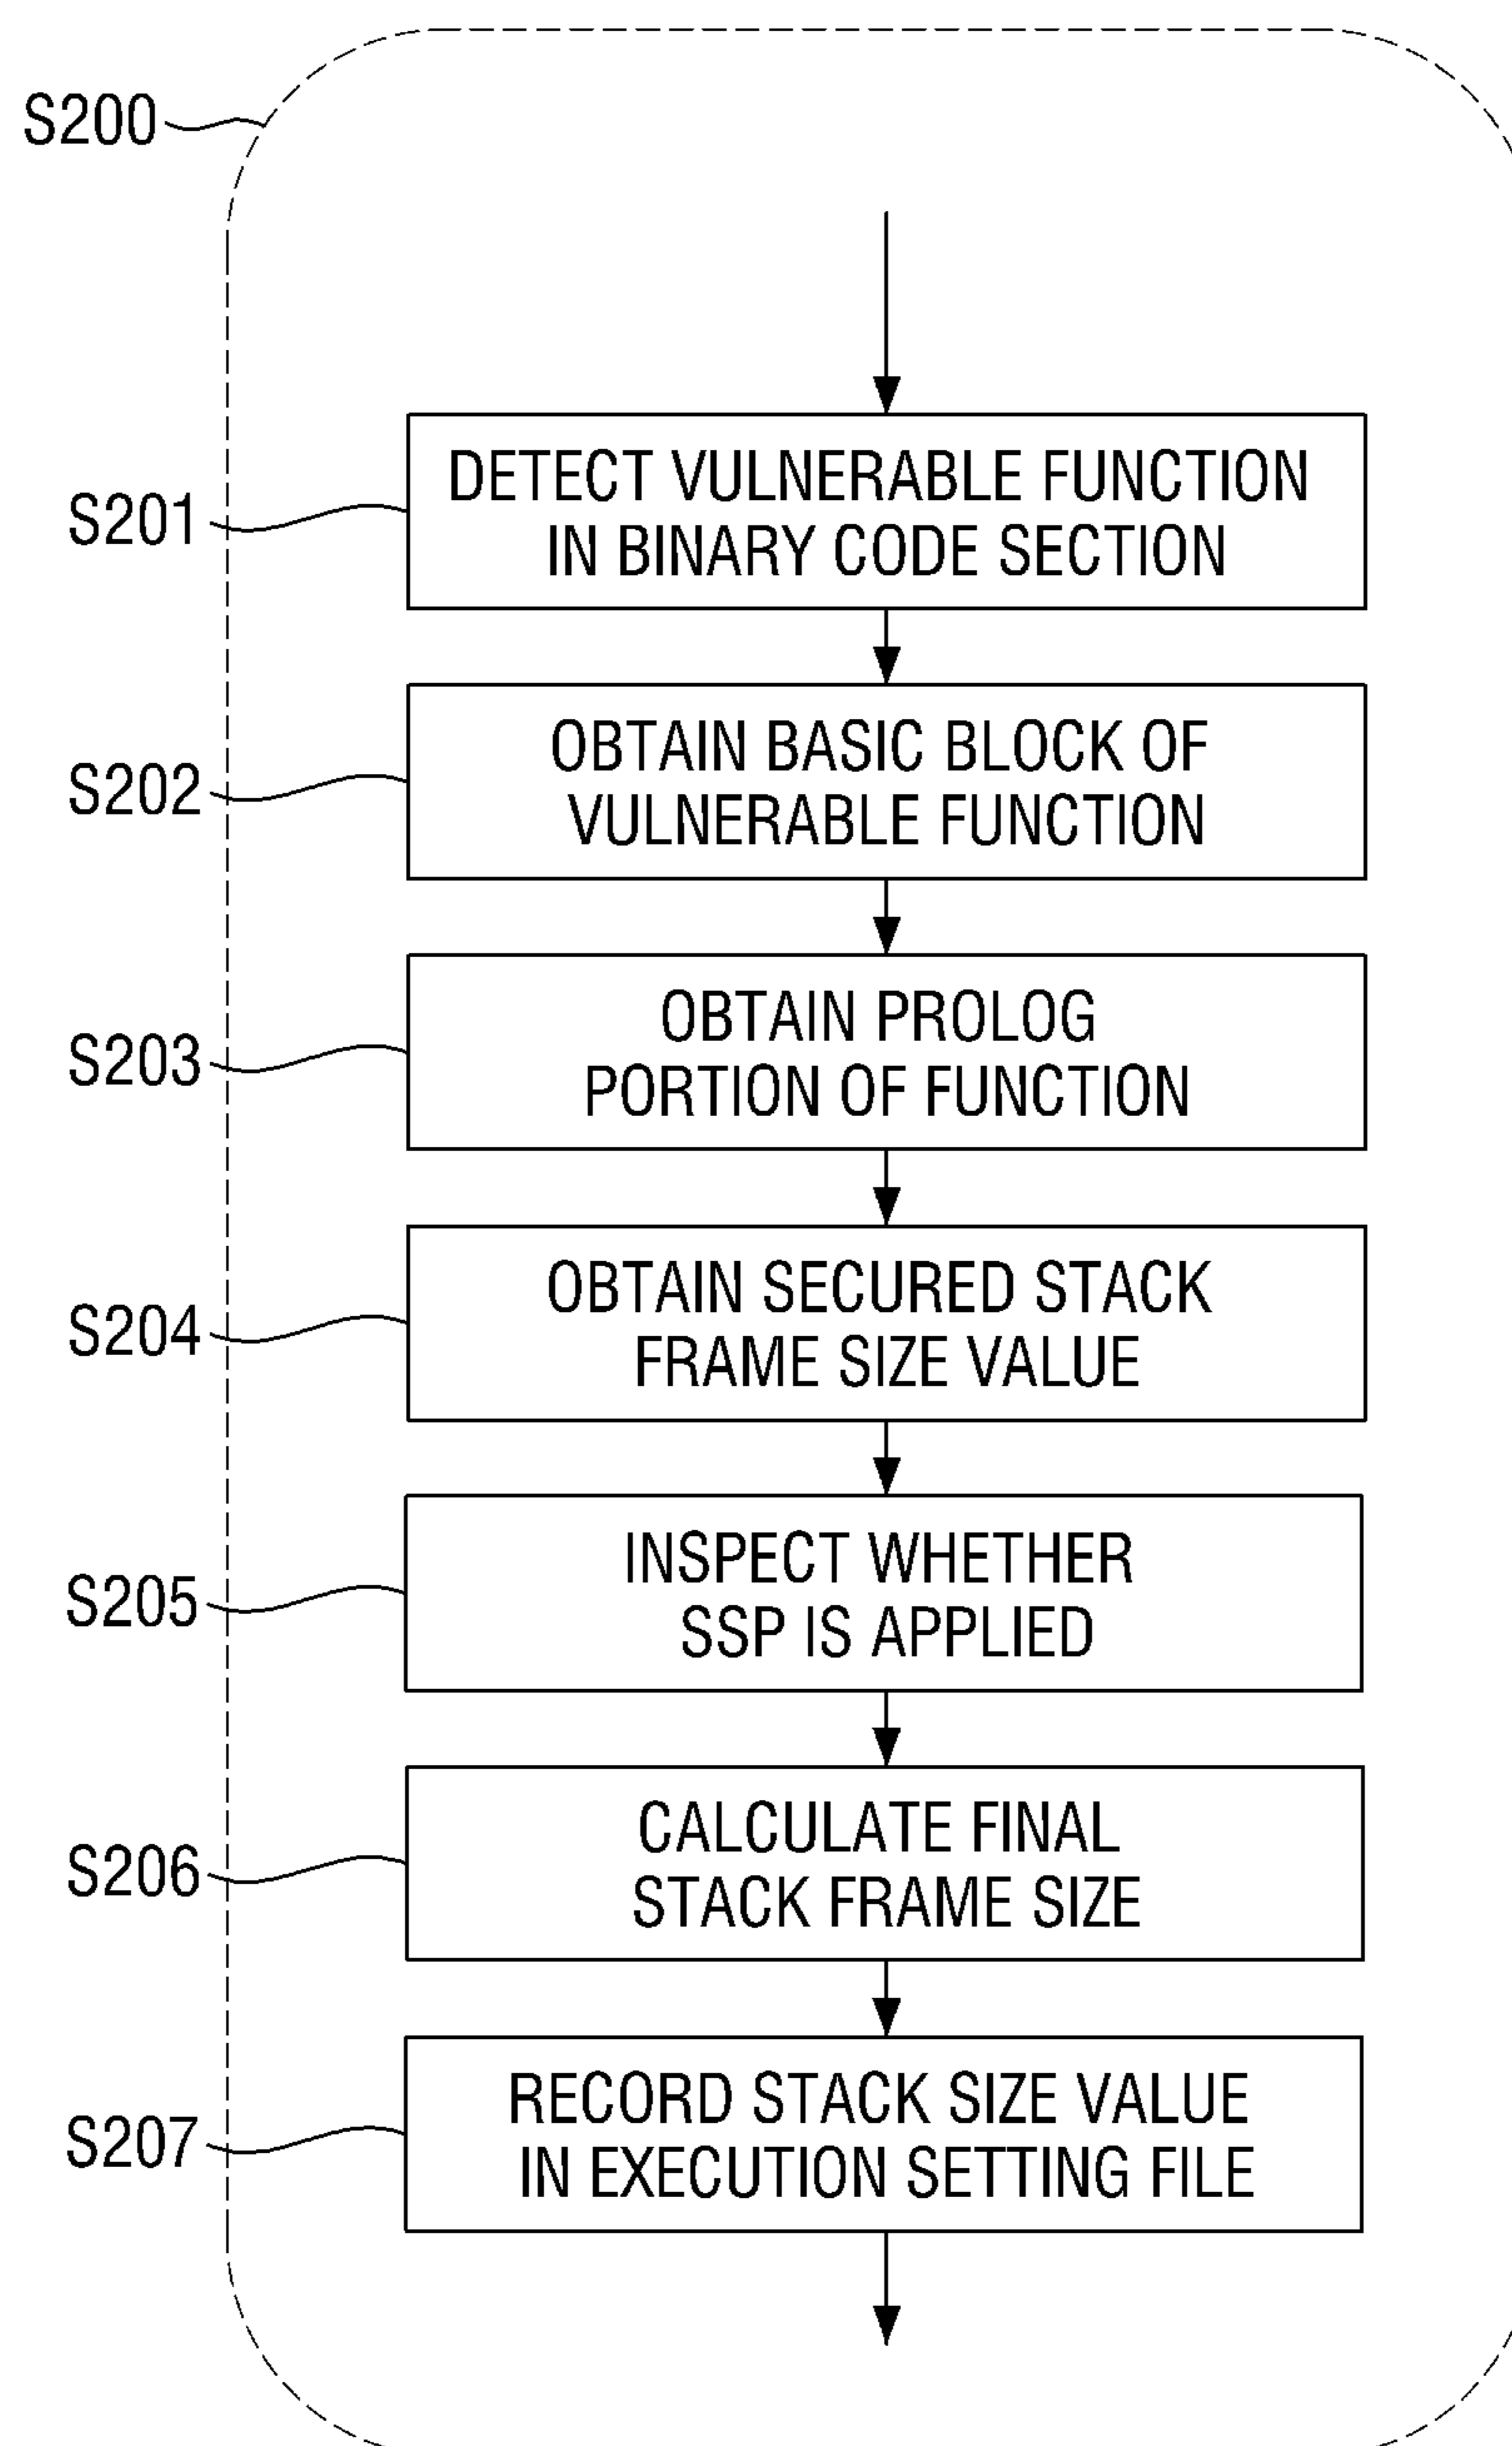 S200
S201
DETECT VULNERABLE FUNCTION
IN BINARY CODE SECTION
S202
OBTAIN BASIC BLOCK OF
VULNERABLE FUNCTION
S203
OBTAIN PROLOG
PORTION OF FUNCTION
S204
OBTAIN SECURED STACK
FRAME SIZE VALUE
S205
INSPECT WHETHER
SSP IS APPLIED
S206
CALCULATE FINAL
STACK FRAME SIZE
S207
RECORD STACK SIZE VALUE
IN EXECUTION SETTING FILE